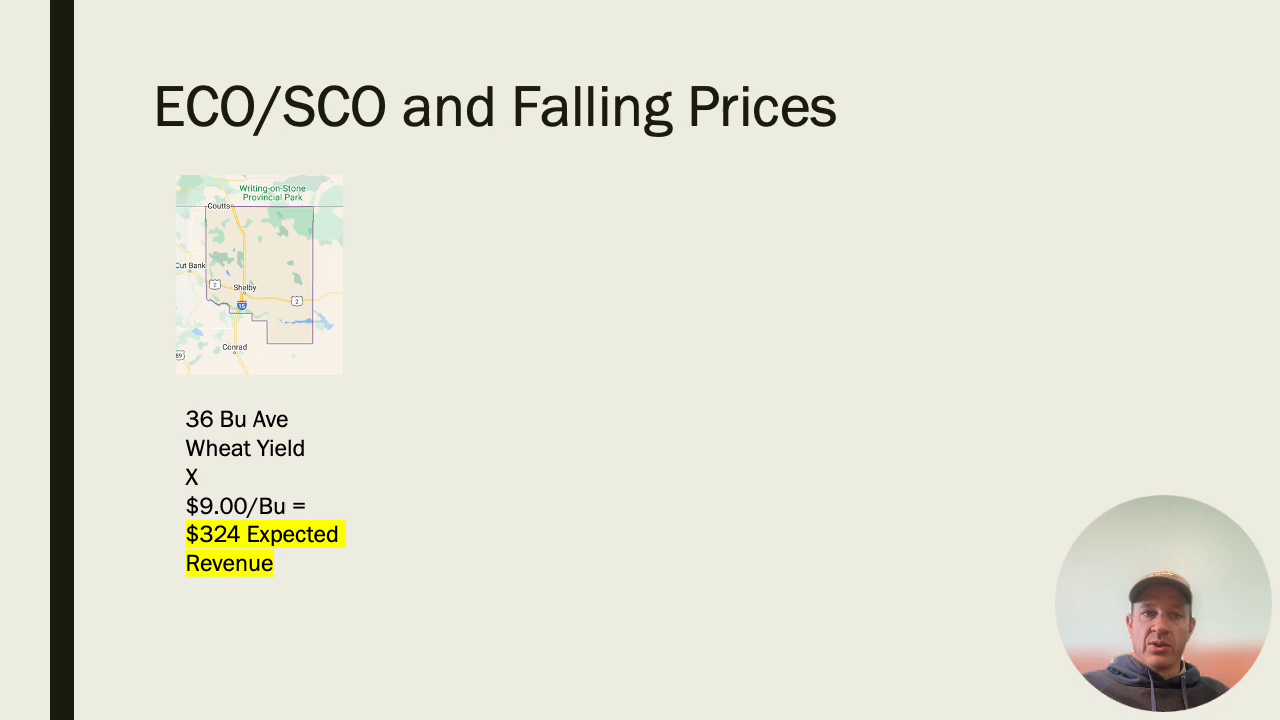 ECO/SCO and Falling Prices
Writing-on-Stone
Provincial Park
Coutts
Cut Bank
2
Shelby
2
15
Conrad
89
36 Bu Ave
Wheat Yield
X
$9.00/Bu =
$324 Expected
Revenue